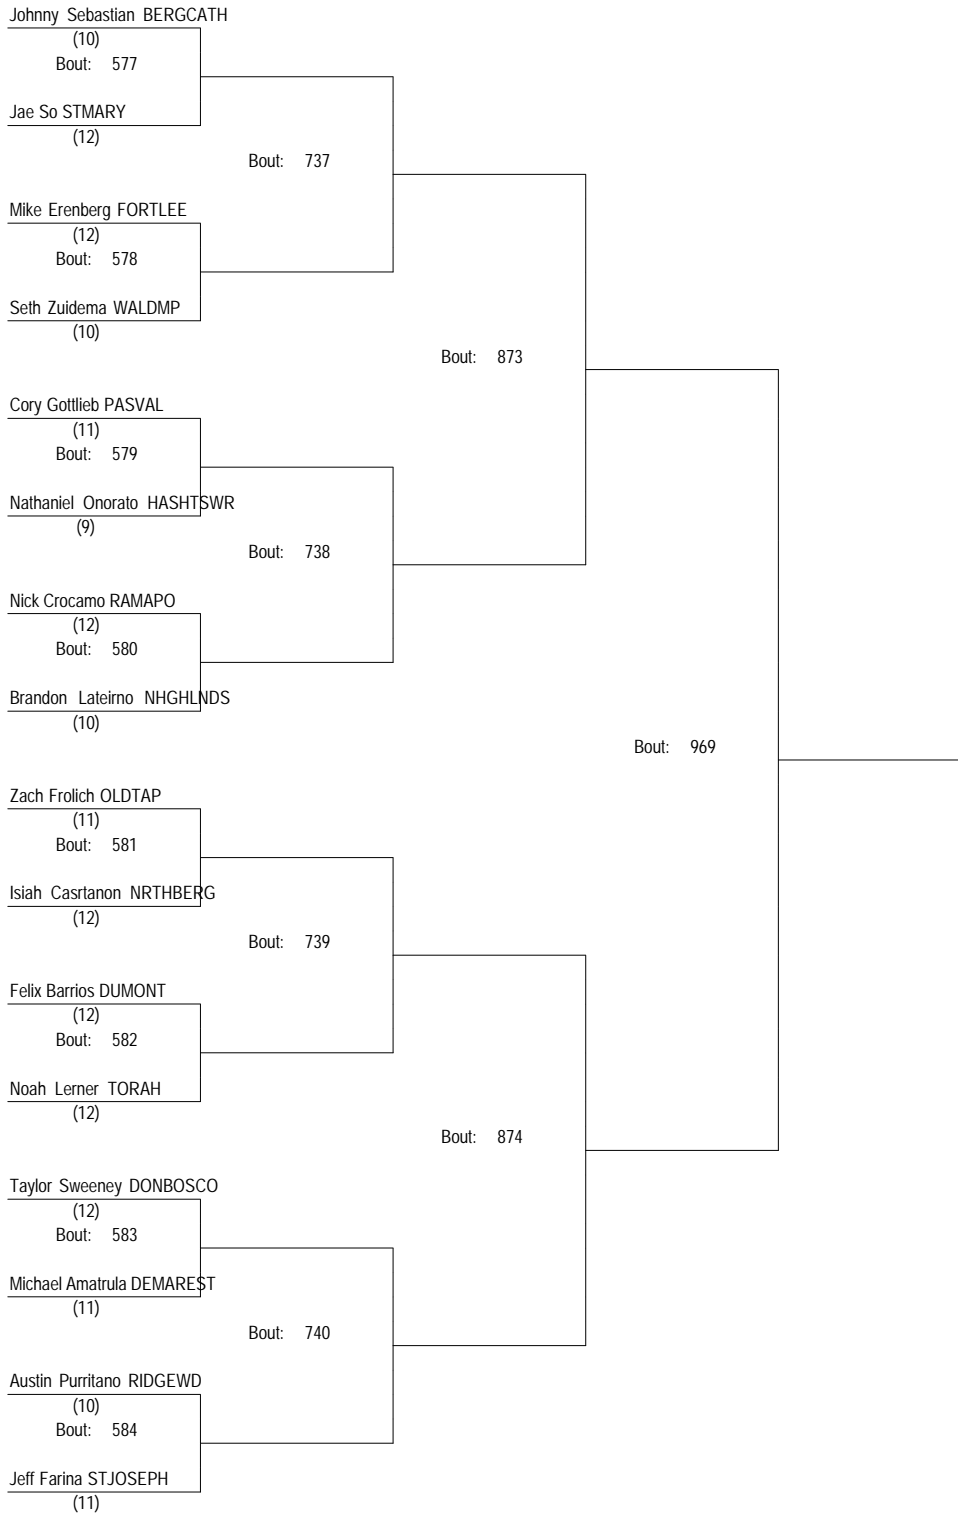 Johnny Sebastian BERGCATH
(10)
Bout: 577
Jae So STMARY
(12)
Bout: 737
Mike Erenberg FORTLEE
(12)
Bout: 578
Seth Zuidema WALDMP
(10)
Bout: 873
Cory Gottlieb PASVAL
(11)
Bout: 579
Nathaniel Onorato HASHTSWR
(9)
Bout: 738
Nick Crocamo RAMAPO
(12)
Bout: 580
Brandon Lateirno NHGHLNDS
(10)
Bout: 969
Zach Frolich OLDTAP
(11)
Bout: 581
Isiah Casrtanon NRTHBERG
(12)
Bout: 739
Felix Barrios DUMONT
(12)
Bout: 582
Noah Lerner TORAH
(12)
Bout: 874
Taylor Sweeney DONBOSCO
(12)
Bout: 583
Michael Amatrula DEMAREST
(11)
Bout: 740
Austin Purritano RIDGEWD
(10)
Bout: 584
Jeff Farina STJOSEPH
(11)